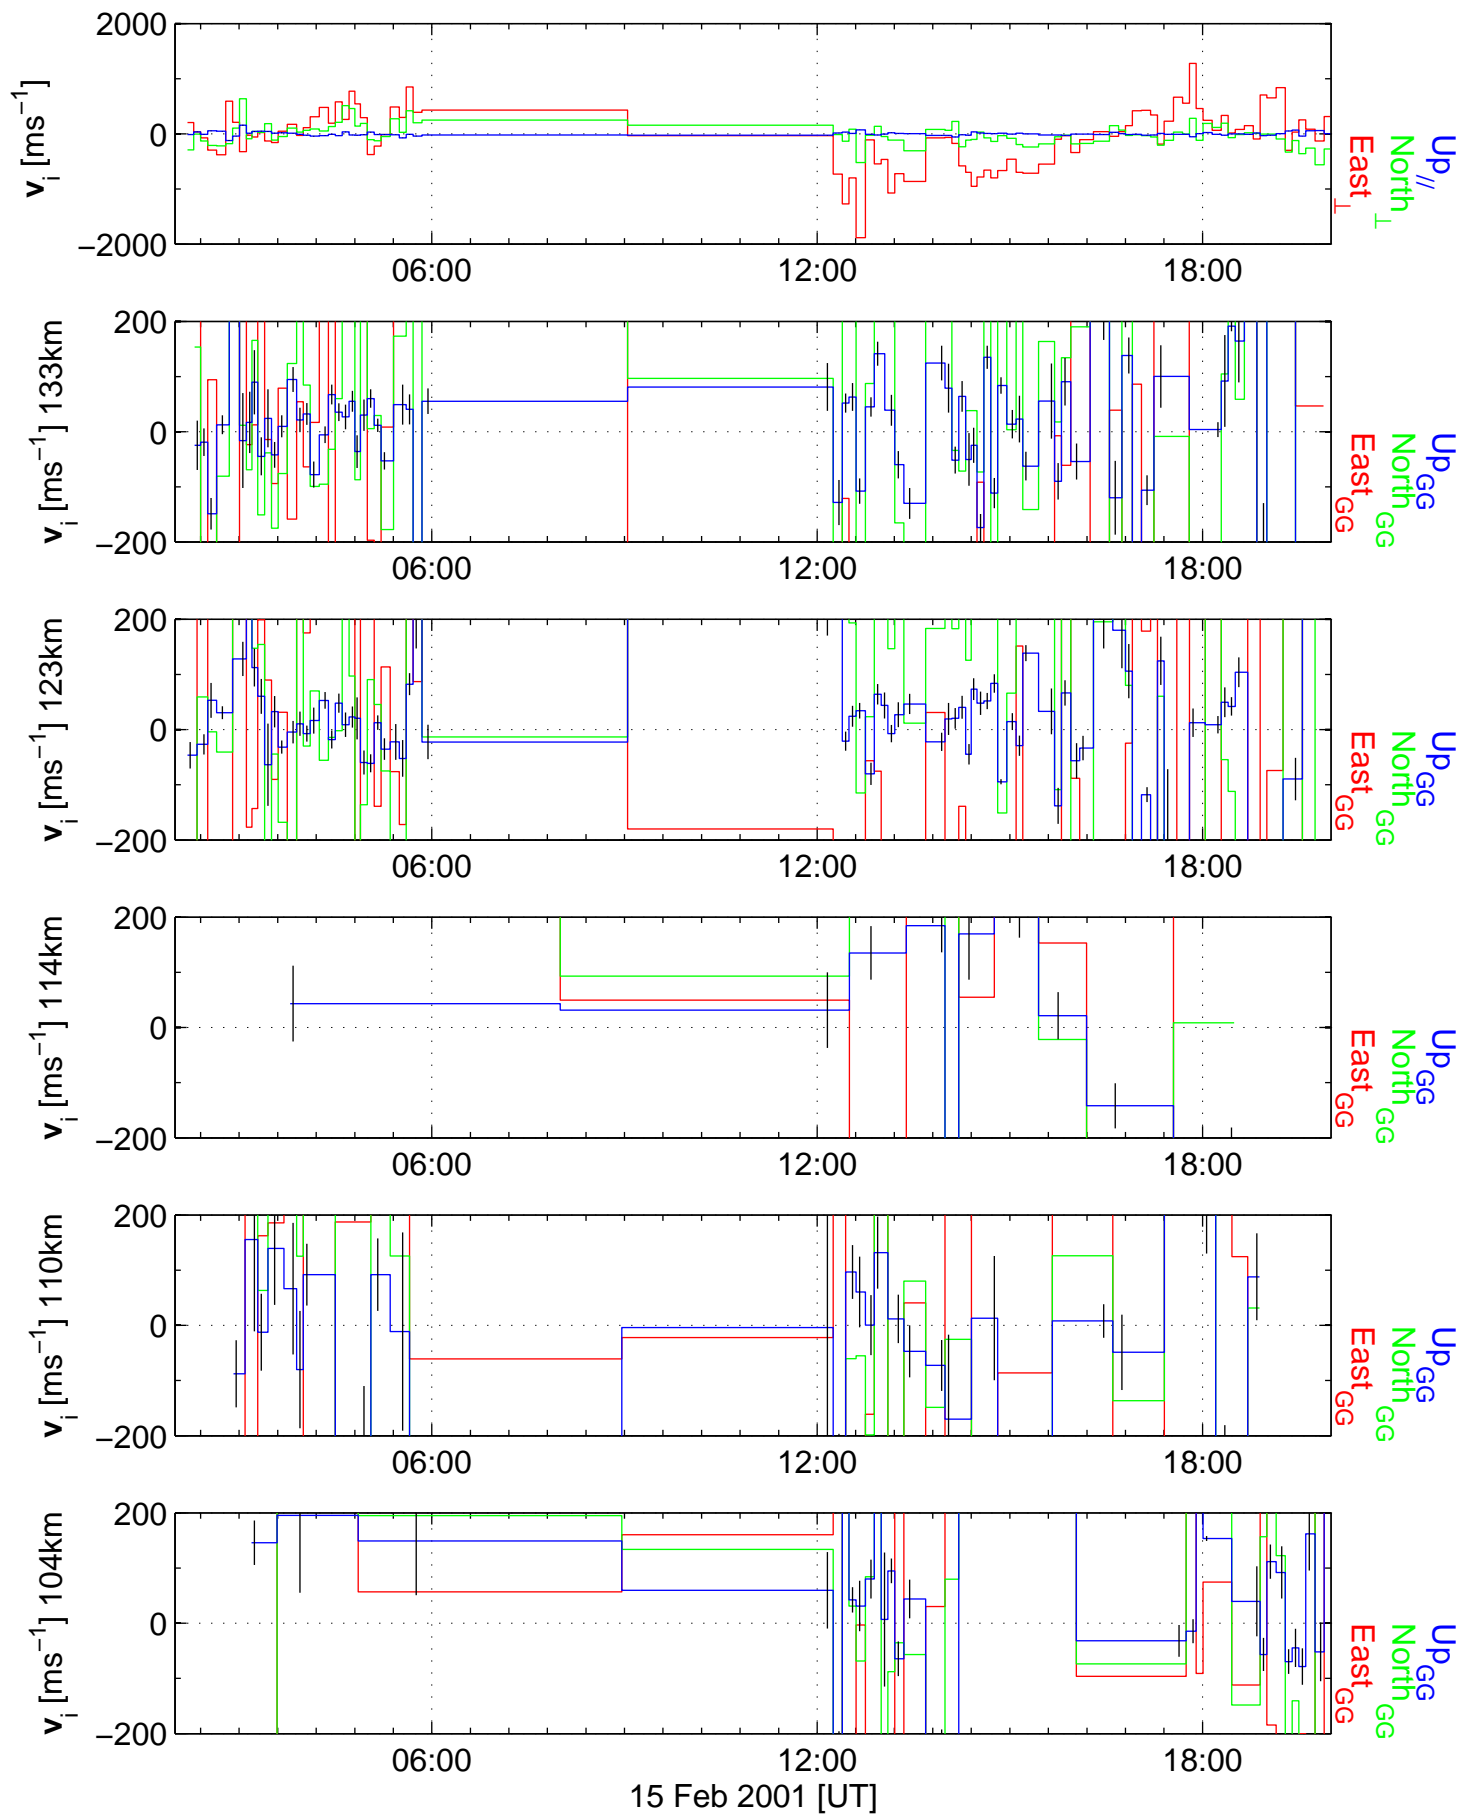 2000
0
−2000
v_i [ms^−1]
06:00 12:00 18:00
Up_//
North_⊥
East_⊥
200
0
−200
v_i [ms^−1] 133km
06:00 12:00 18:00
Up_GG
North_GG
East_GG
200
0
−200
v_i [ms^−1] 123km
06:00 12:00 18:00
Up_GG
North_GG
East_GG
200
0
−200
v_i [ms^−1] 114km
06:00 12:00 18:00
Up_GG
North_GG
East_GG
200
0
−200
v_i [ms^−1] 110km
06:00 12:00 18:00
Up_GG
North_GG
East_GG
200
0
−200
v_i [ms^−1] 104km
06:00 12:00 18:00
Up_GG
North_GG
East_GG
15 Feb 2001 [UT]